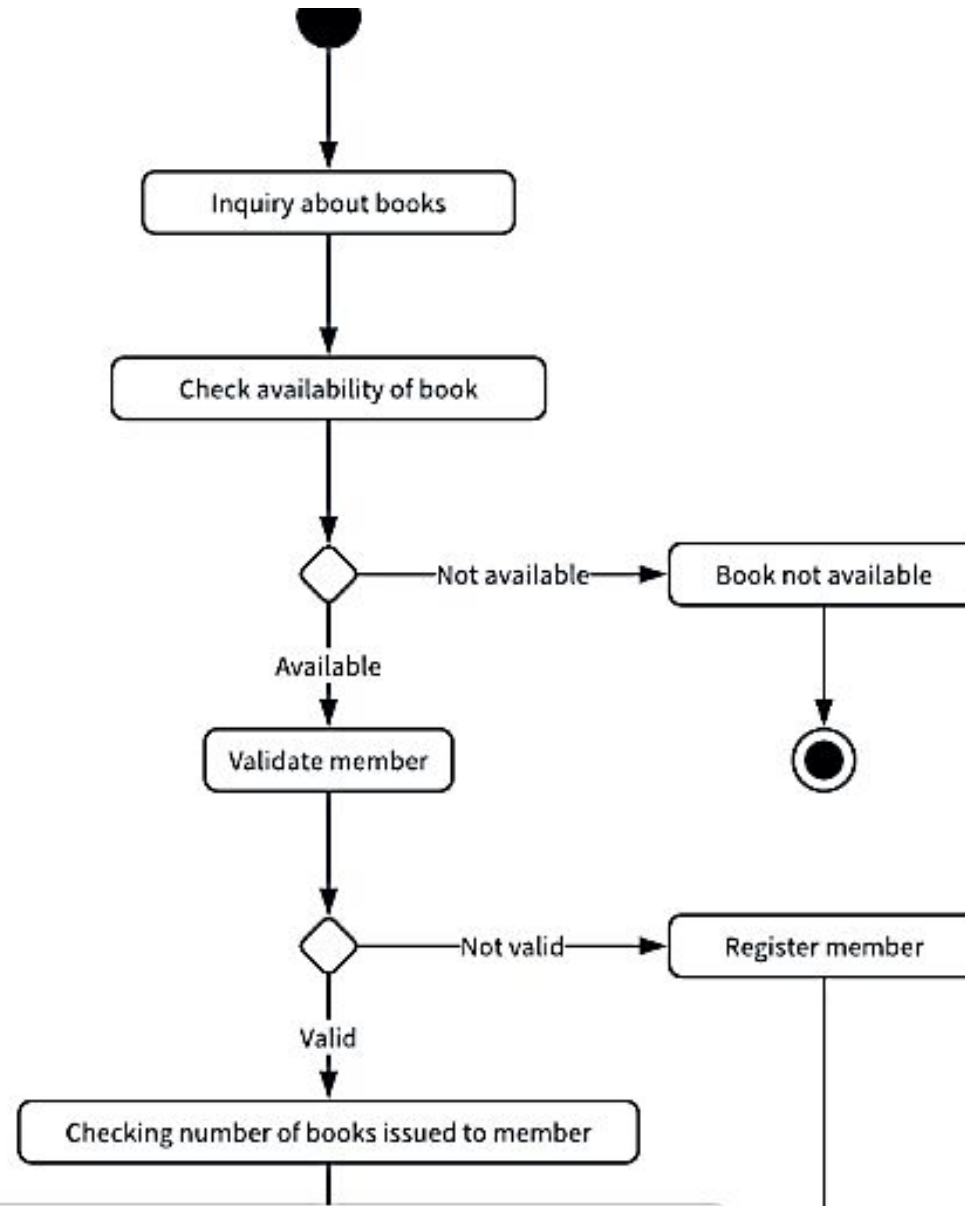 Inquiry about books
Check availability of book
Not available
Book not available
Available
Validate member
Not valid
Register member
Valid
Checking number of books issued to member